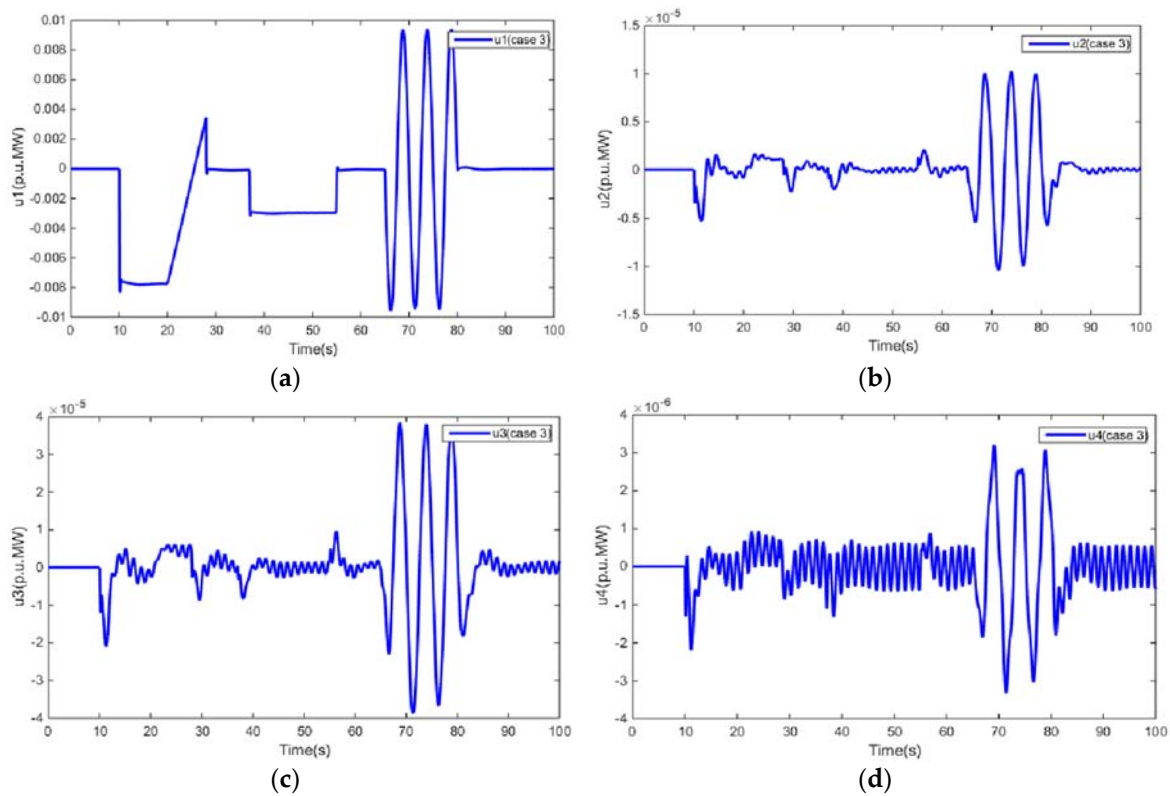 0.01
0.008
0.006
0.004
0.002
0
-0.002
-0.004
-0.006
-0.008
-0.01
u1(p.u.MW)
u1(case 3)
0 10 20 30 40 50 60 70 80 90 100
Time(s)
(a)
×10⁻⁵
1.5
1
0.5
0
-0.5
-1
-1.5
u2(p.u.MW)
u2(case 3)
0 10 20 30 40 50 60 70 80 90 100
Time(s)
(b)
×10⁻⁵
4
3
2
1
0
-1
-2
-3
-4
u3(p.u.MW)
u3(case 3)
0 10 20 30 40 50 60 70 80 90 100
Time(s)
(c)
×10⁻⁶
4
3
2
1
0
-1
-2
-3
-4
u4(p.u.MW)
u4(case 3)
0 10 20 30 40 50 60 70 80 90 100
Time(s)
(d)